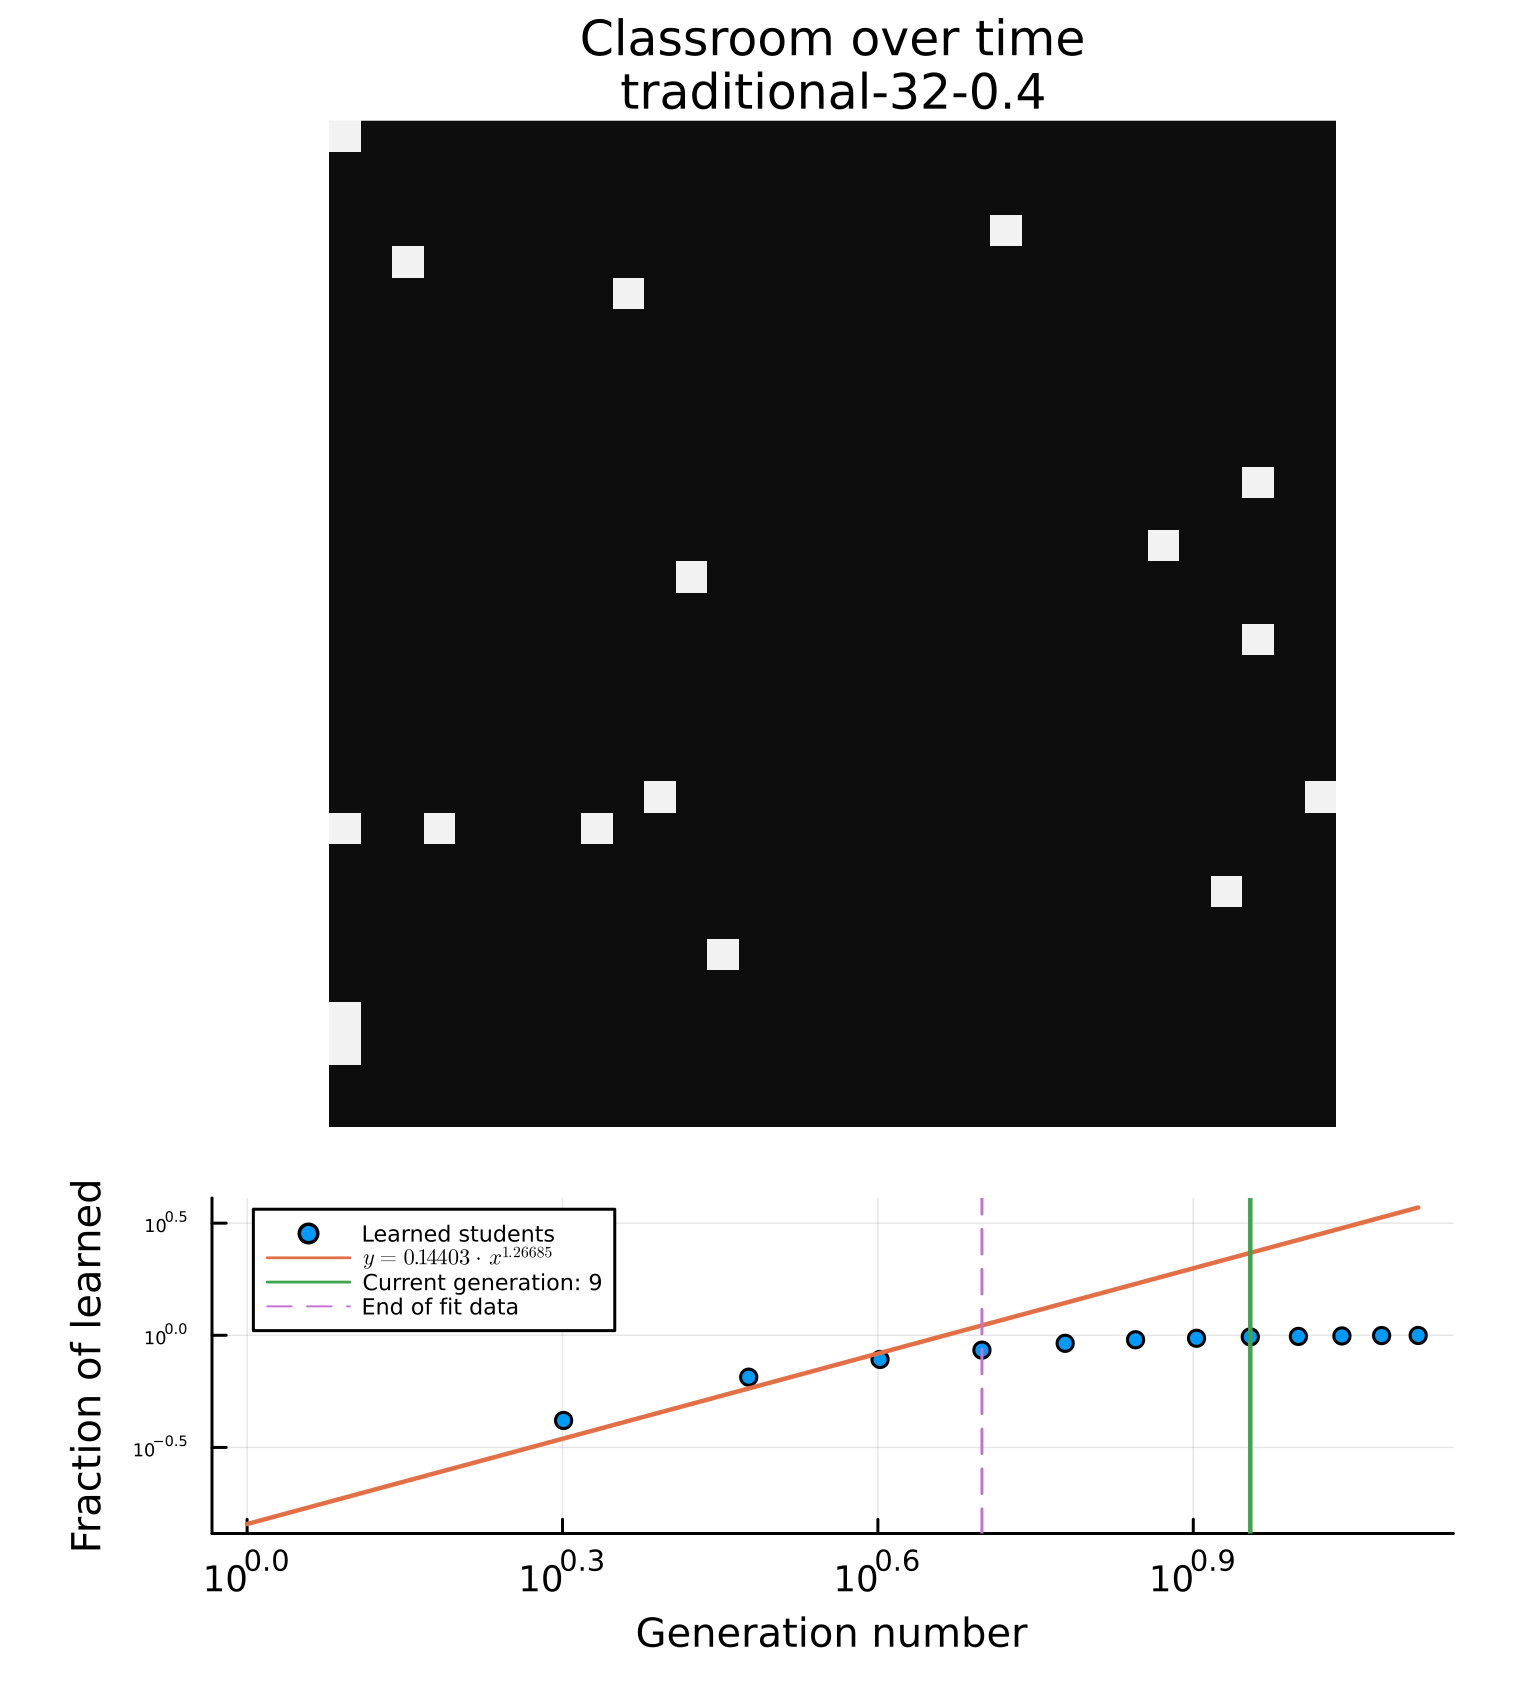 Classroom over time
traditional-32-0.4
Fraction of learned
10^0.5
10^0.0
10^−0.5
Learned students
y = 0.14403 · x^1.26685
Current generation: 9
End of fit data
10^0.0 10^0.3 10^0.6 10^0.9
Generation number